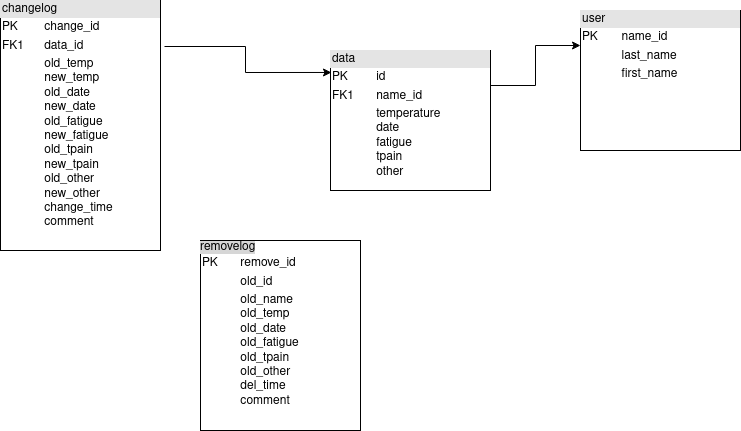 changelog
PK change_id
FK1 data_id
old_temp
new_temp
old_date
new_date
old_fatigue
new_fatigue
old_tpain
new_tpain
old_other
new_other
change_time
comment
data
PK id
FK1 name_id
temperature
date
fatigue
tpain
other
user
PK name_id
last_name
first_name
removelog
PK remove_id
old_id
old_name
old_temp
old_date
old_fatigue
old_tpain
old_other
del_time
comment